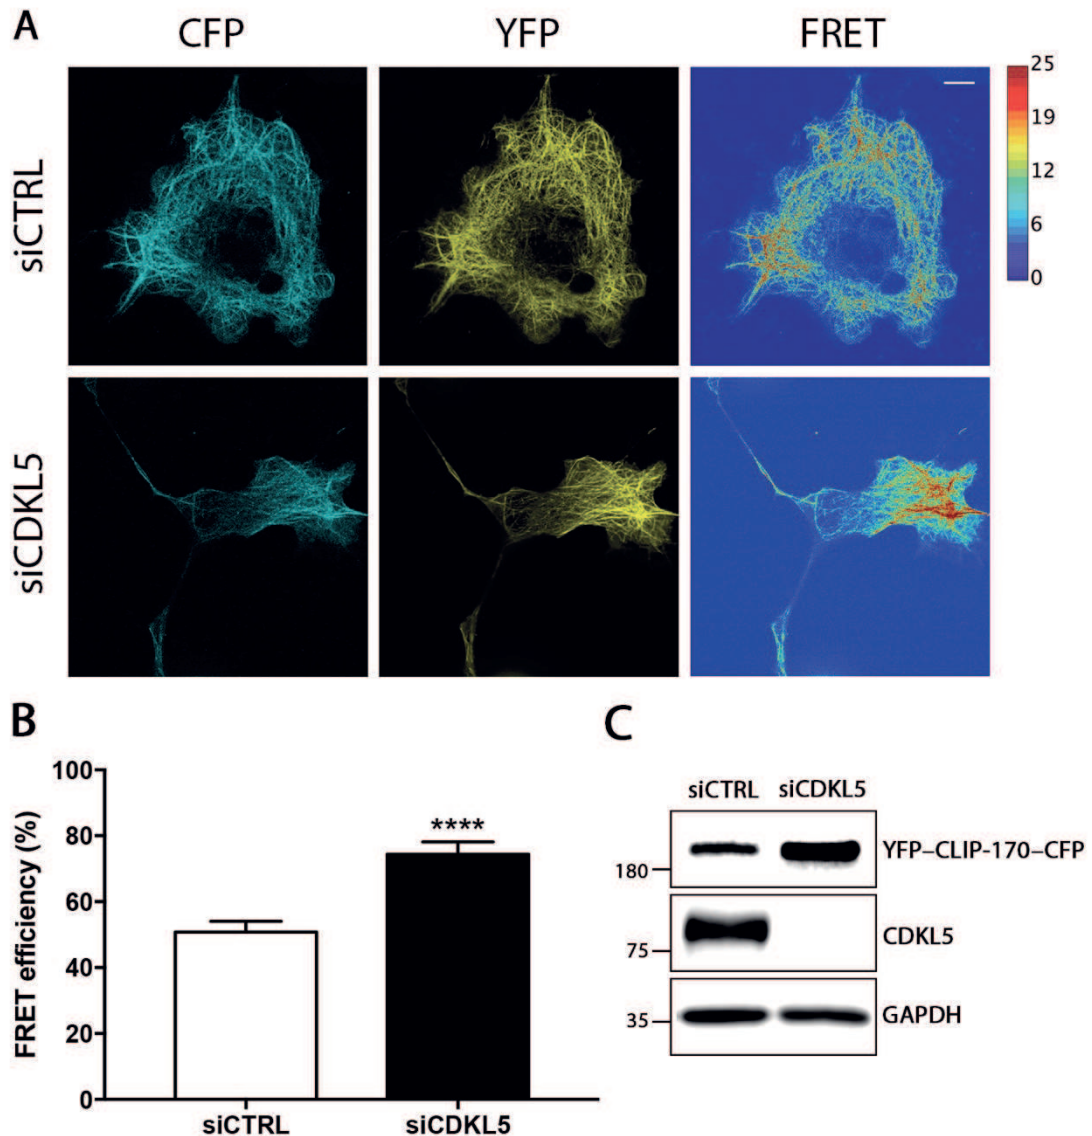 A
CFP
YFP
FRET
siCTRL
25
19
12
6
0
siCDKL5
B
100
80
60
40
20
0
FRET efficiency (%)
****
siCTRL
siCDKL5
C
siCTRL
siCDKL5
YFP–CLIP-170–CFP
180
CDKL5
75
GAPDH
35